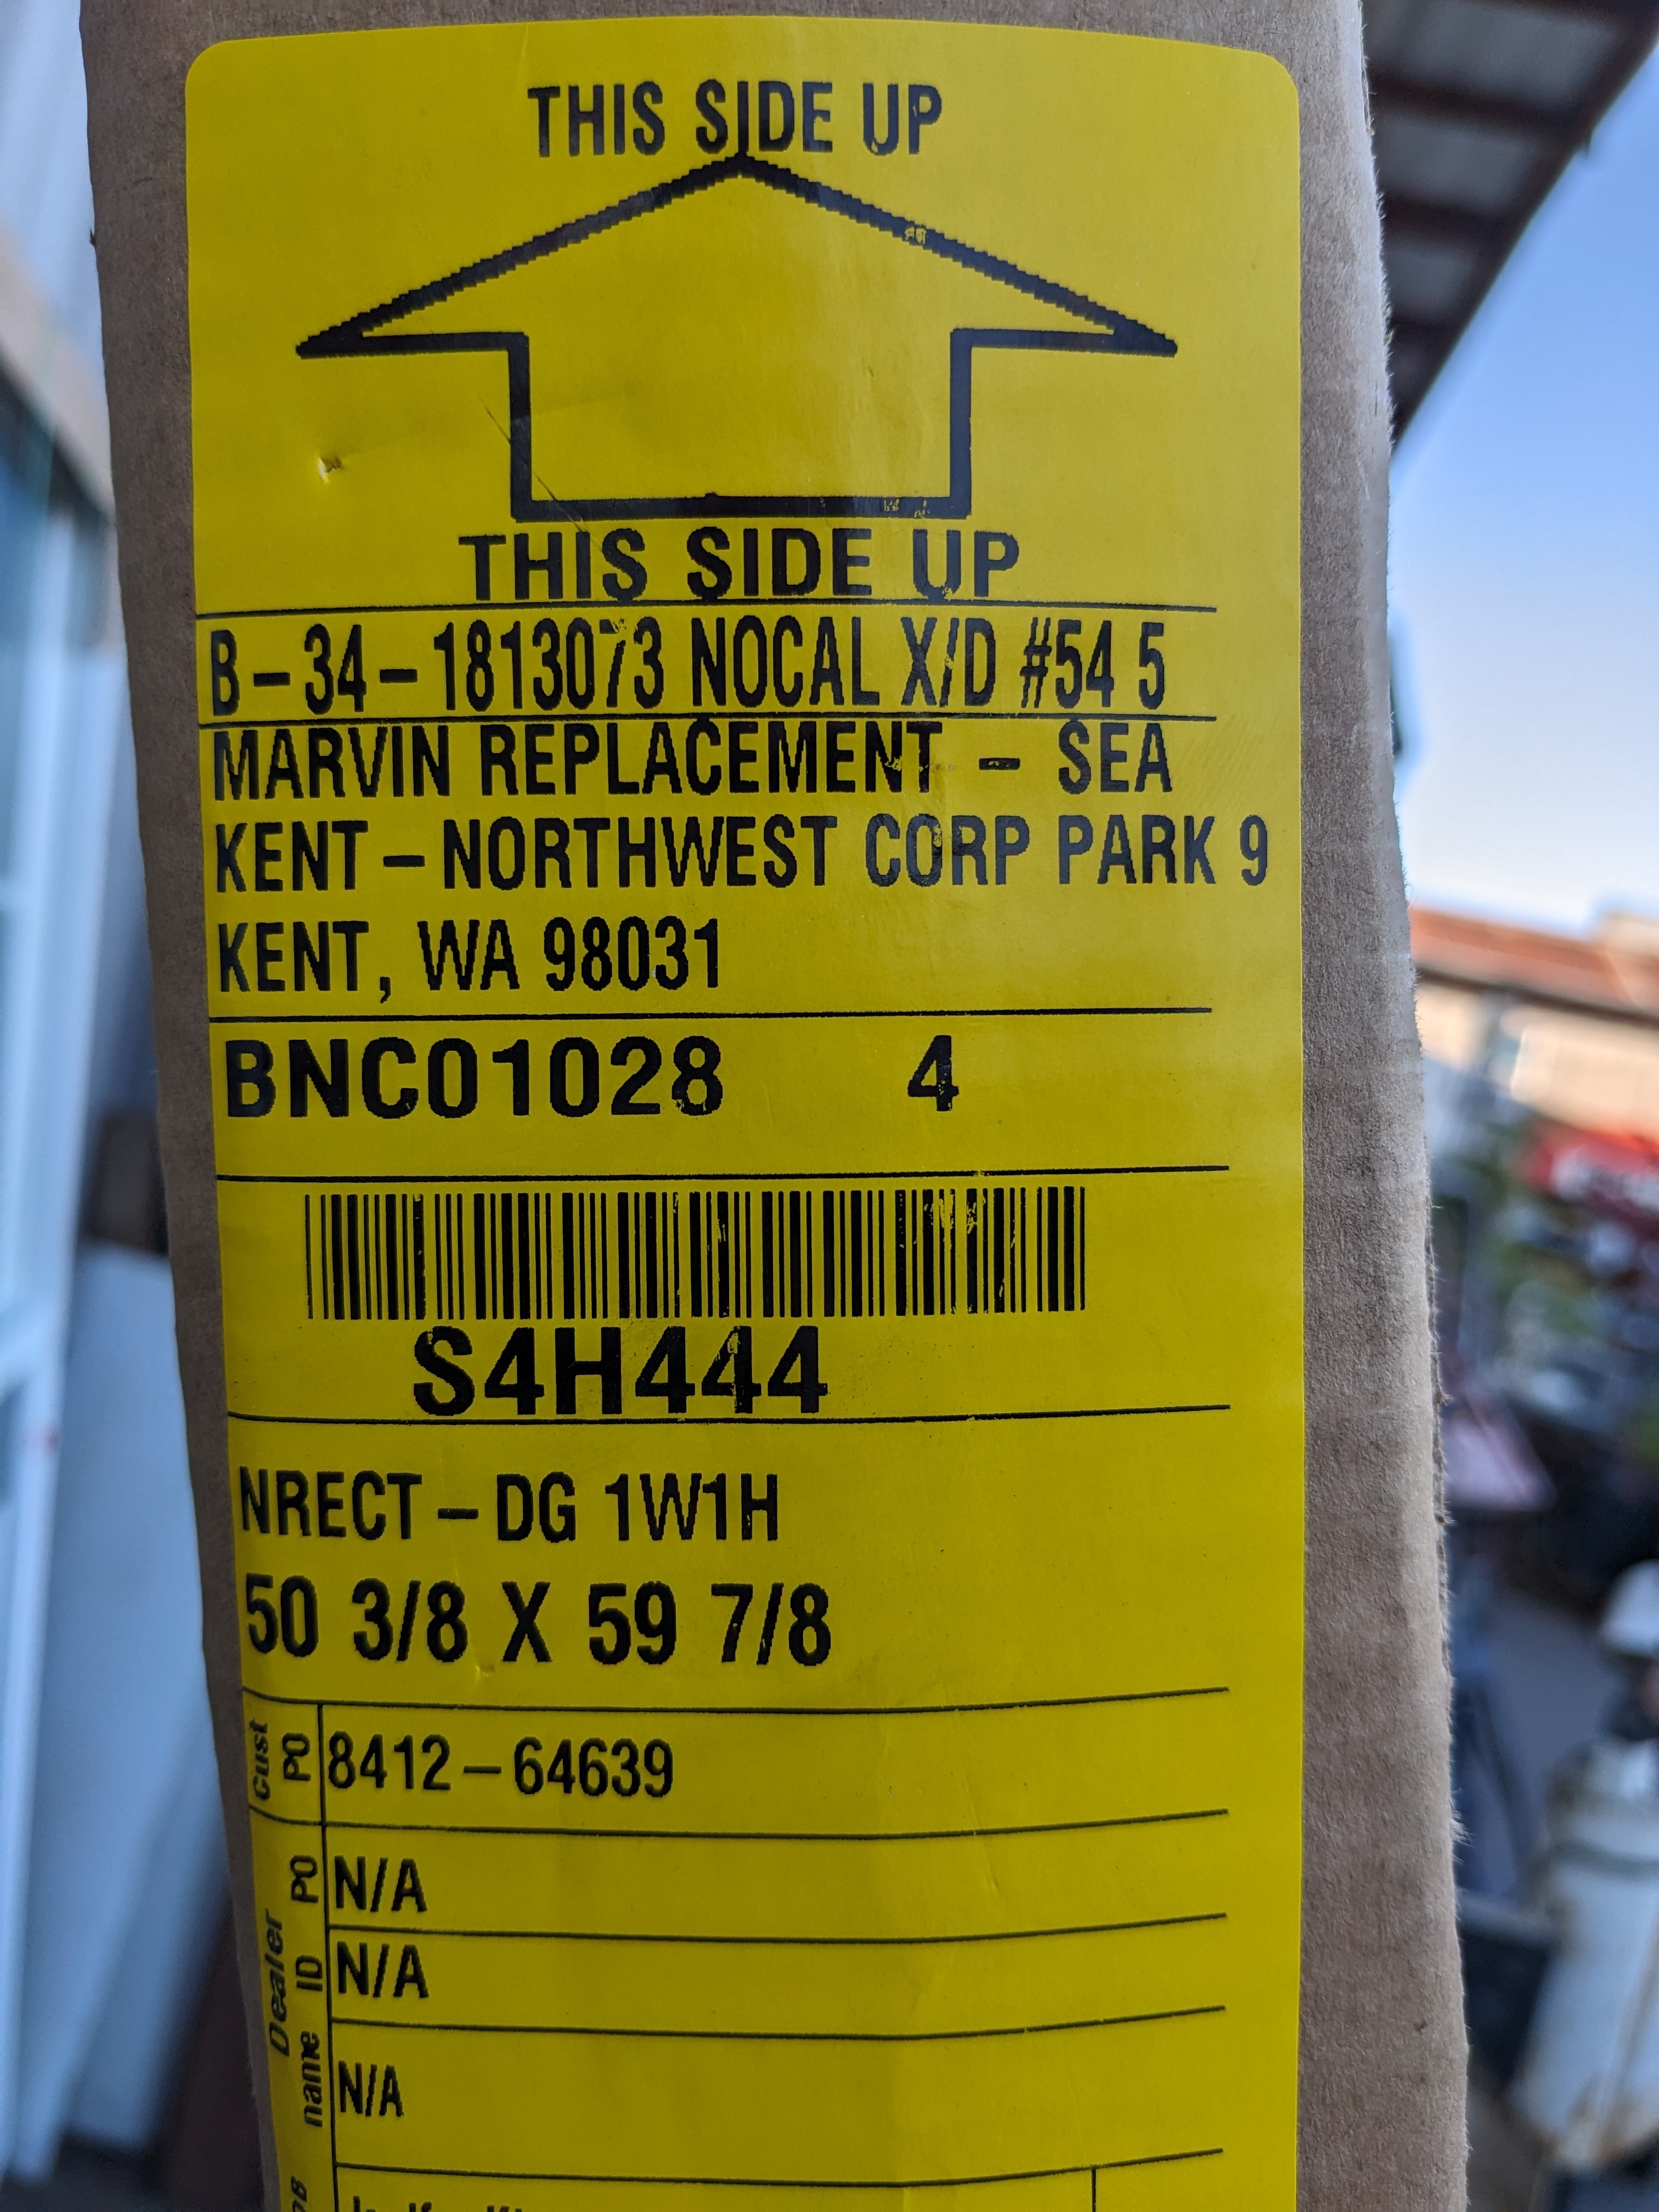 THIS SIDE UP
THIS SIDE UP
B-34-1813073 NOCAL X/D #54 5
MARVIN REPLACEMENT - SEA
KENT-NORTHWEST CORP PARK 9
KENT, WA 98031
BNC01028 4
S4H444
NRECT-DG 1W1H
50 3/8 X 59 7/8
Cust PO 8412-64639
Dealer
PO N/A
ID N/A
name N/A